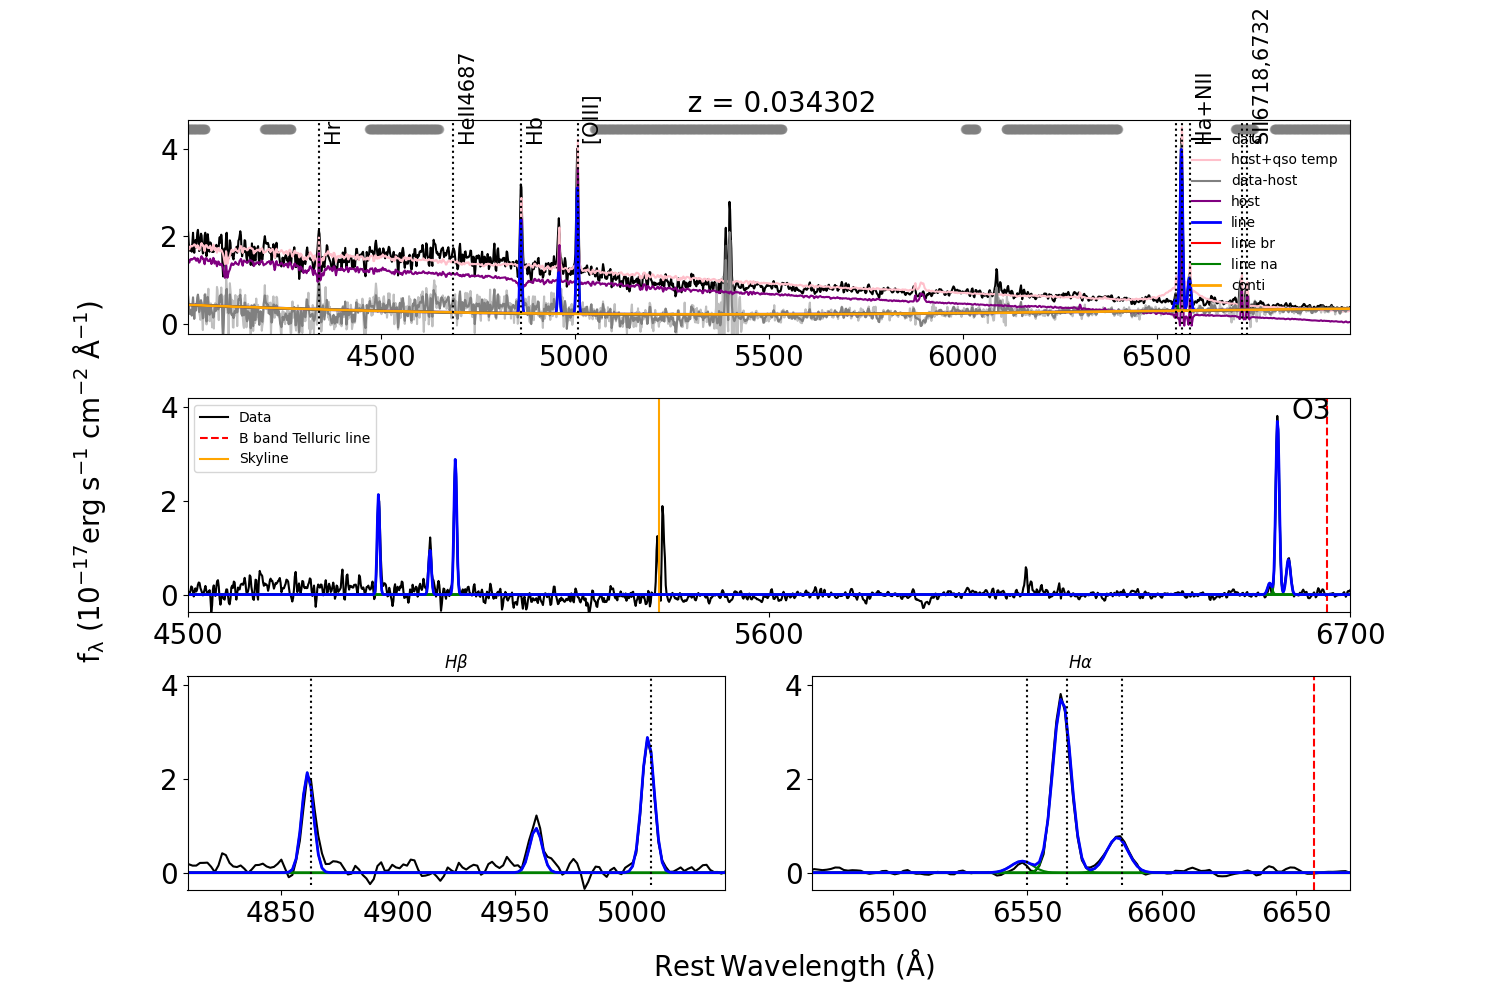 z = 0.034302
Hr
HeII4687
Hb
[OIII]
Ha+NII
SII6718,6732
data
host+qso temp
data-host
host
line
line br
line na
conti
4
2
0
4500 5000 5500 6000 6500
fλ (10⁻¹⁷erg s⁻¹ cm⁻² Å⁻¹)
Data
B band Telluric line
Skyline
O3
4
2
0
4500 5600 6700
Hβ
4
2
0
4850 4900 4950 5000
Hα
4
2
0
6500 6550 6600 6650
Rest Wavelength (Å)